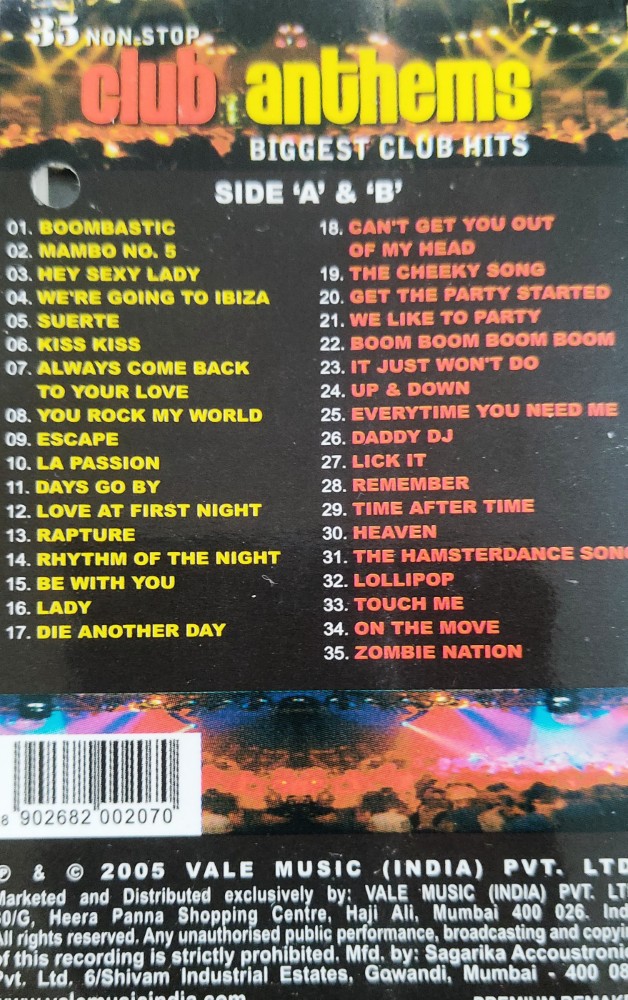 35 NON-STOP
club anthems
BIGGEST CLUB HITS
SIDE 'A' & 'B'
01. BOOMBASTIC
02. MAMBO NO. 5
03. HEY SEXY LADY
04. WE'RE GOING TO IBIZA
05. SUERTE
06. KISS KISS
07. ALWAYS COME BACK
TO YOUR LOVE
08. YOU ROCK MY WORLD
09. ESCAPE
10. LA PASSION
11. DAYS GO BY
12. LOVE AT FIRST NIGHT
13. RAPTURE
14. RHYTHM OF THE NIGHT
15. BE WITH YOU
16. LADY
17. DIE ANOTHER DAY
18. CAN'T GET YOU OUT
OF MY HEAD
19. THE CHEEKY SONG
20. GET THE PARTY STARTED
21. WE LIKE TO PARTY
22. BOOM BOOM BOOM BOOM
23. IT JUST WON'T DO
24. UP & DOWN
25. EVERYTIME YOU NEED ME
26. DADDY DJ
27. LICK IT
28. REMEMBER
29. TIME AFTER TIME
30. HEAVEN
31. THE HAMSTERDANCE SONG
32. LOLLIPOP
33. TOUCH ME
34. ON THE MOVE
35. ZOMBIE NATION
8 902682 002070
℗ & © 2005 VALE MUSIC (INDIA) PVT. LTD
Marketed and Distributed exclusively by: VALE MUSIC (INDIA) PVT. LT
60/G, Heera Panna Shopping Centre, Haji Ali, Mumbai 400 026. Ind
All rights reserved. Any unauthorised public performance, broadcasting and copyin
of this recording is strictly prohibited. Mfd. by: Sagarika Accoustronic
Pvt. Ltd. 6/Shivam Industrial Estates, Gowandi, Mumbai - 400 08
www.valemusicindia.com